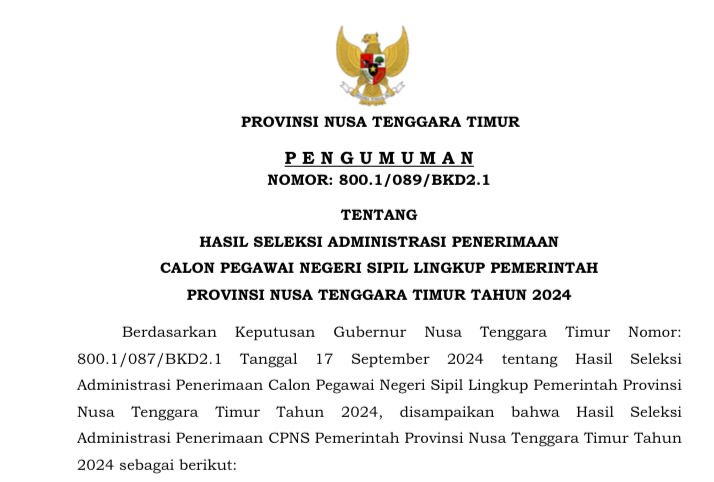 PROVINSI NUSA TENGGARA TIMUR
P E N G U M U M A N
NOMOR: 800.1/089/BKD2.1
TENTANG
HASIL SELEKSI ADMINISTRASI PENERIMAAN
CALON PEGAWAI NEGERI SIPIL LINGKUP PEMERINTAH
PROVINSI NUSA TENGGARA TIMUR TAHUN 2024
Berdasarkan Keputusan Gubernur Nusa Tenggara Timur Nomor:
800.1/087/BKD2.1 Tanggal 17 September 2024 tentang Hasil Seleksi
Administrasi Penerimaan Calon Pegawai Negeri Sipil Lingkup Pemerintah Provinsi
Nusa Tenggara Timur Tahun 2024, disampaikan bahwa Hasil Seleksi
Administrasi Penerimaan CPNS Pemerintah Provinsi Nusa Tenggara Timur Tahun
2024 sebagai berikut: